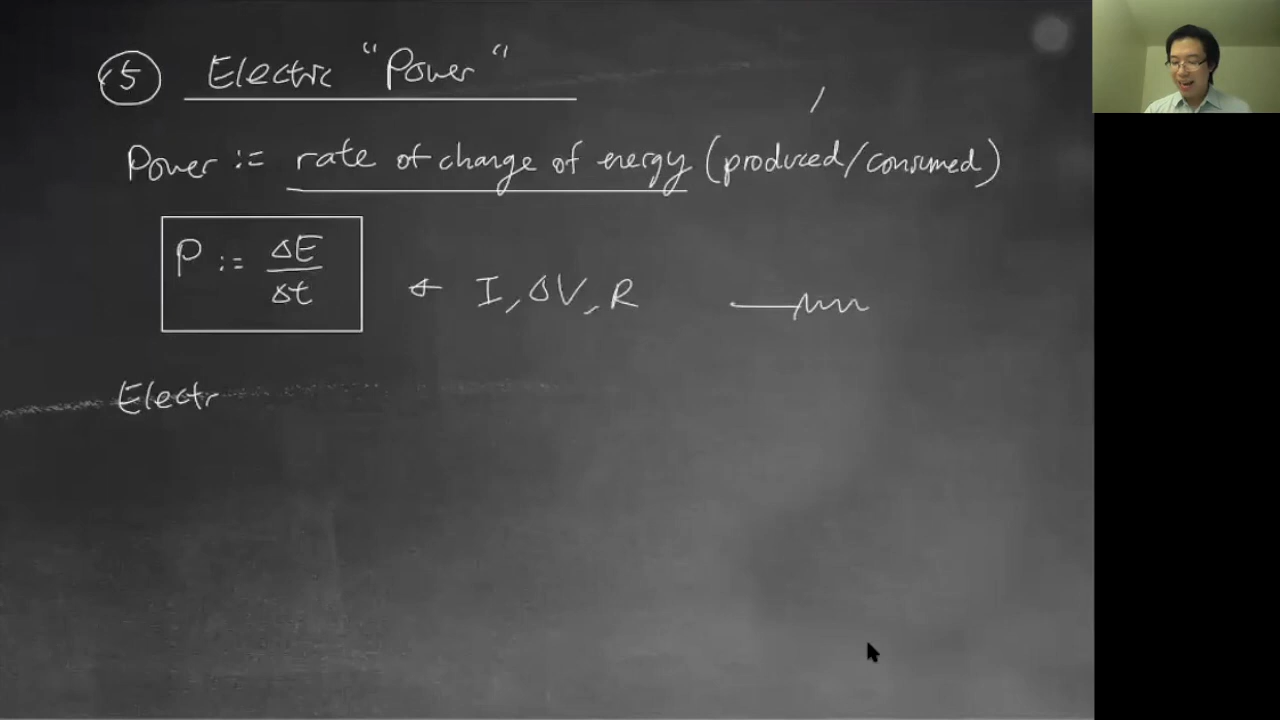 5 Electric "Power"
Power := rate of change of energy (produced/consumed)
P := ΔE/Δt ← I, ΔV, R
Electr